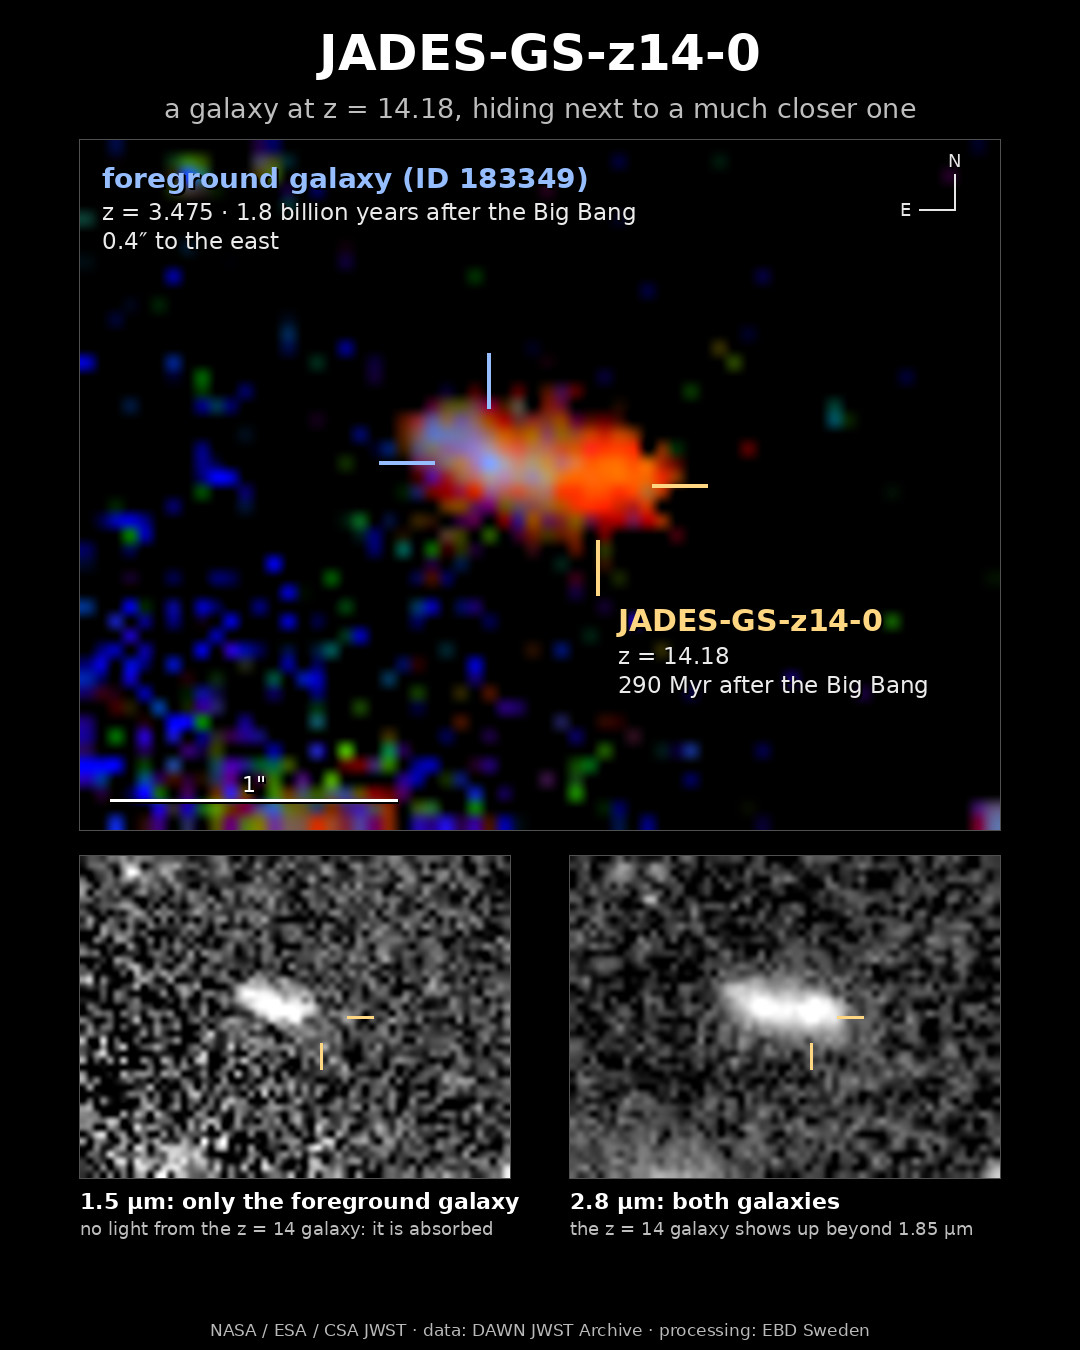 JADES-GS-z14-0
a galaxy at z = 14.18, hiding next to a much closer one
foreground galaxy (ID 183349)
z = 3.475 · 1.8 billion years after the Big Bang
0.4″ to the east
N
E
JADES-GS-z14-0
z = 14.18
290 Myr after the Big Bang
1"
1.5 µm: only the foreground galaxy
no light from the z = 14 galaxy: it is absorbed
2.8 µm: both galaxies
the z = 14 galaxy shows up beyond 1.85 µm
NASA / ESA / CSA JWST · data: DAWN JWST Archive · processing: EBD Sweden